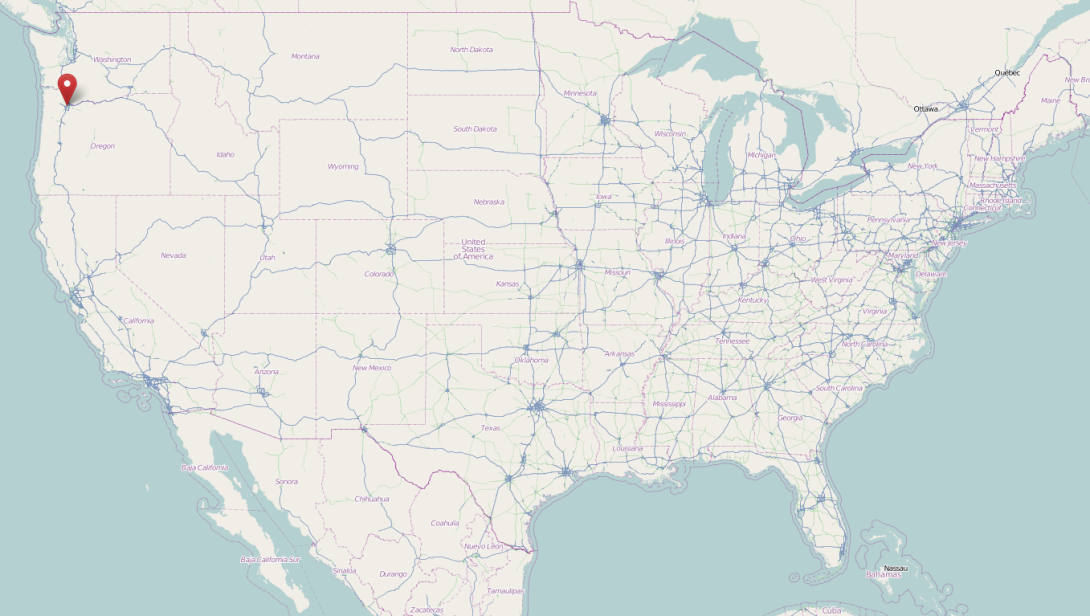 Washington
Montana
North Dakota
Minnesota
Québec
New Br
Ottawa
Maine
Oregon
Idaho
South Dakota
Wisconsin
Vermont
Michigan
New York
New Hampshire
Wyoming
Massachusetts
Nebraska
Iowa
Rhode Island
Connecticut
Pennsylvania
Nevada
Utah
United
States
of America
Illinois
Indiana
Ohio
New Jersey
Maryland
Delaware
Colorado
Kansas
Missouri
West Virginia
Kentucky
Virginia
California
Tennessee
North Carolina
Oklahoma
Arkansas
Arizona
New Mexico
South Carolina
Alabama
Mississippi
Georgia
Texas
Louisiana
Baja California
Sonora
Chihuahua
Coahuila
Nuevo León
Baja California Sur
Sinaloa
Durango
Tamaulipa
Zacatecas
Nassau
Bahamas
Cuba